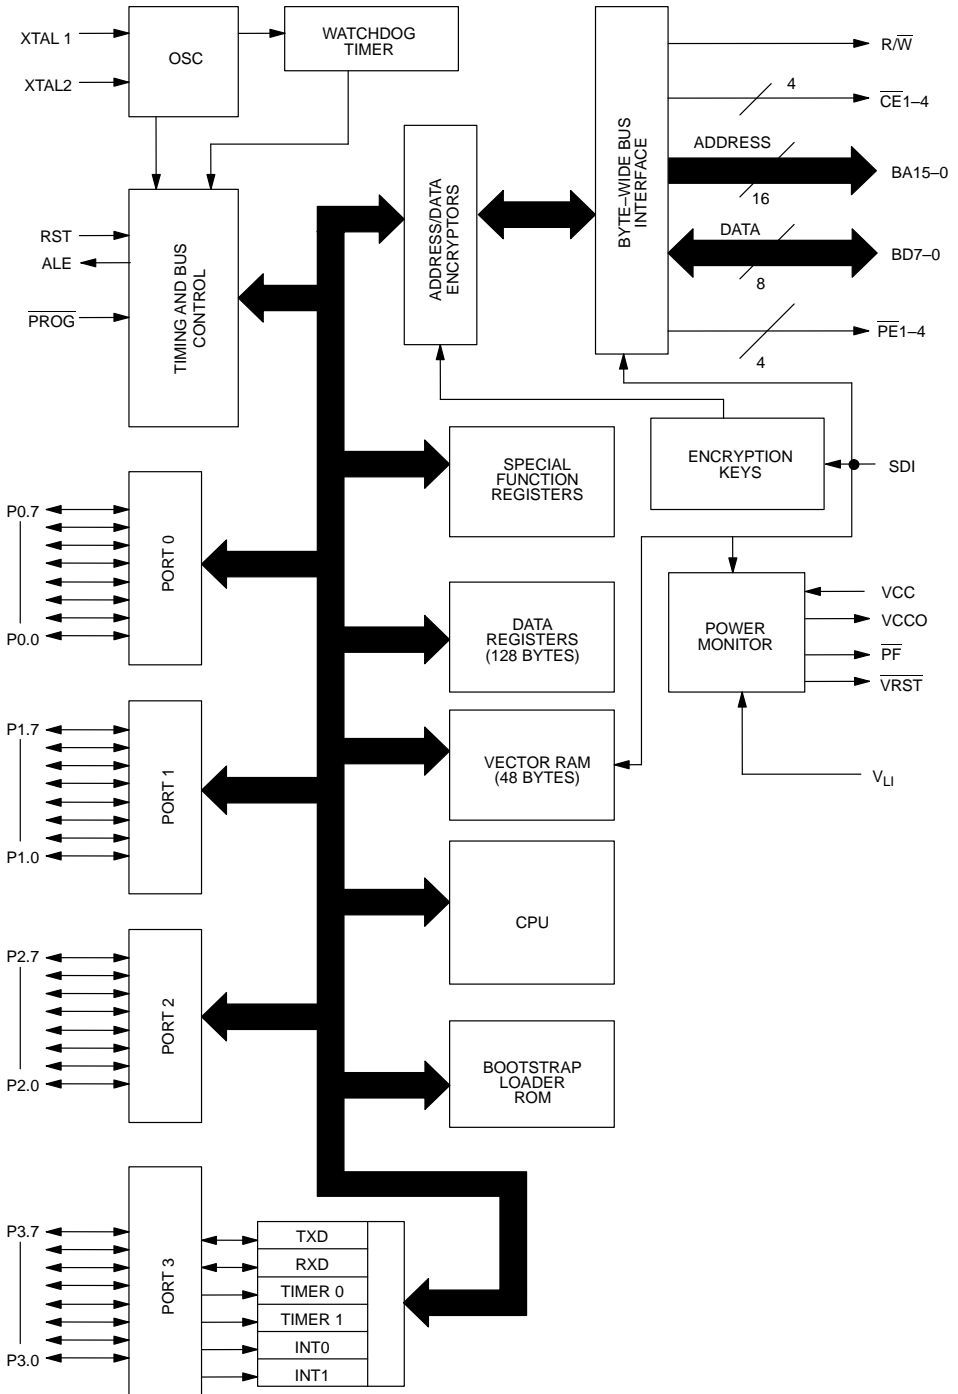 XTAL 1
XTAL2
OSC
WATCHDOG
TIMER
RST
ALE
PROG
TIMING AND BUS
CONTROL
ADDRESS/DATA
ENCRYPTORS
BYTE–WIDE BUS
INTERFACE
R/W
4
CE1–4
ADDRESS
16
BA15–0
DATA
8
BD7–0
4
PE1–4
ENCRYPTION
KEYS
SDI
SPECIAL
FUNCTION
REGISTERS
P0.7
P0.0
PORT 0
DATA
REGISTERS
(128 BYTES)
POWER
MONITOR
VCC
VCCO
PF
VRST
VLI
P1.7
P1.0
PORT 1
VECTOR RAM
(48 BYTES)
CPU
P2.7
P2.0
PORT 2
BOOTSTRAP
LOADER
ROM
P3.7
P3.0
PORT 3
TXD
RXD
TIMER 0
TIMER 1
INT0
INT1